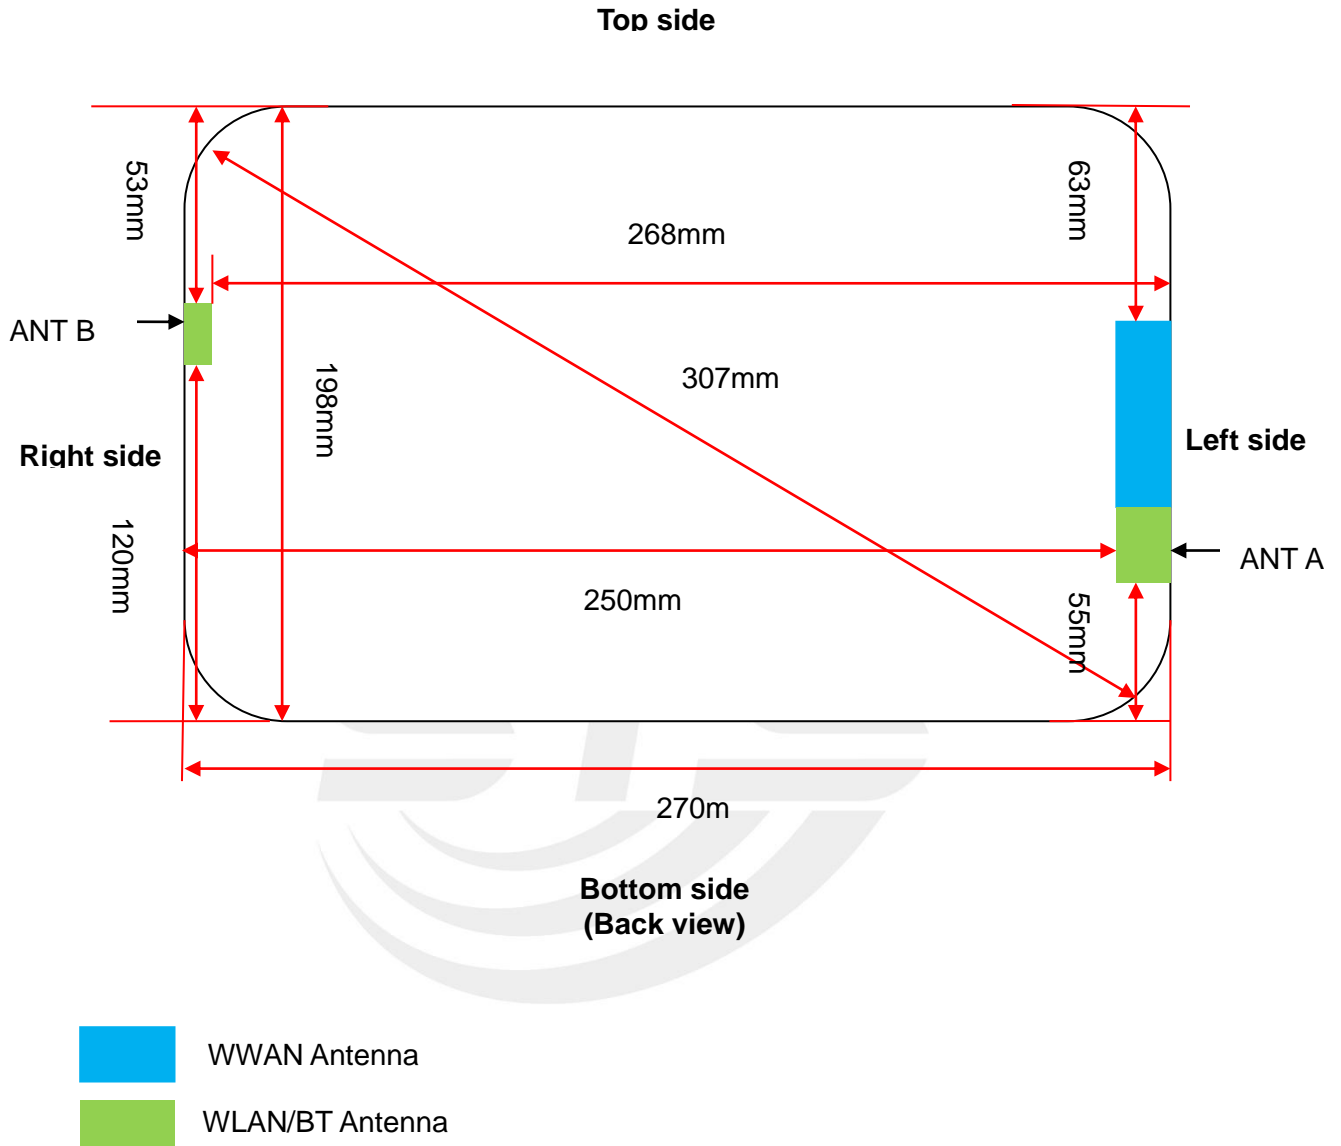 Top side
53mm
63mm
268mm
ANT B
198mm
307mm
Right side
Left side
120mm
ANT A
250mm
55mm
270m
Bottom side
(Back view)
WWAN Antenna
WLAN/BT Antenna